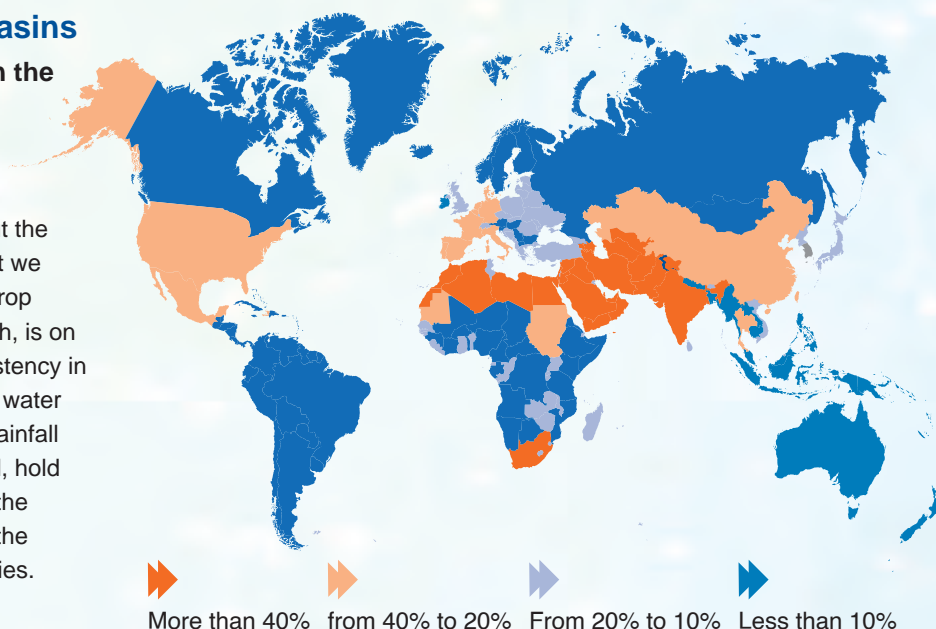 asins
n the
t the
t we
rop
h, is on
stency in
water
ainfall
l, hold
the
the
ies.
More than 40% from 40% to 20% From 20% to 10% Less than 10%